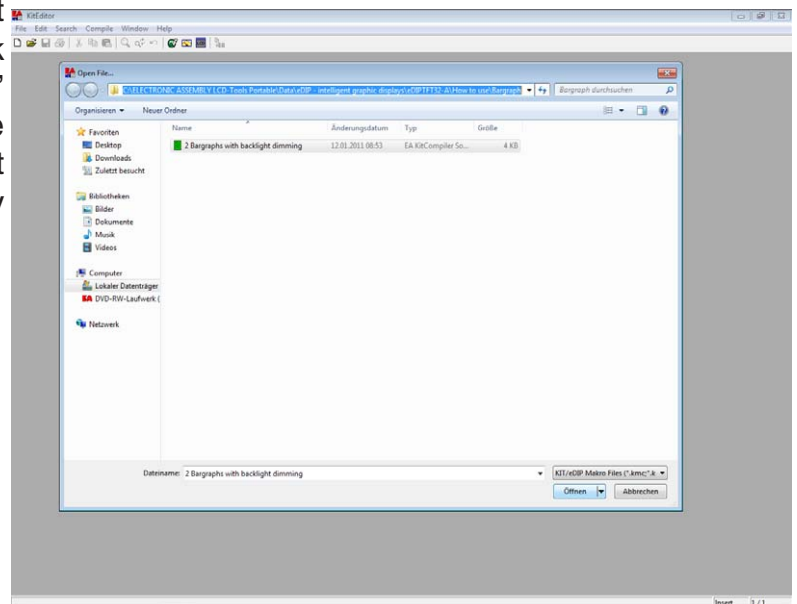 KitEditor
File Edit Search Compile Window Help
Open File...
C:\ELECTRONIC ASSEMBLY LCD-Tools Portable\Data\eDIP - intelligent graphic displays\eDIPTFT32-A\How to use\Bargraph
Bargraph durchsuchen
Organisieren Neuer Ordner
Name Änderungsdatum Typ Größe
Favoriten
Desktop
2 Bargraphs with backlight dimming 12.01.2011 08:53 EA KitCompiler So... 4 KB
Downloads
Zuletzt besucht
Bibliotheken
Bilder
Dokumente
Musik
Videos
Computer
Lokaler Datenträger
DVD-RW-Laufwerk (
Netzwerk
Dateiname: 2 Bargraphs with backlight dimming
KIT/eDIP Makro Files (*.kmc;*.k
Öffnen Abbrechen
Insert 1 / 1